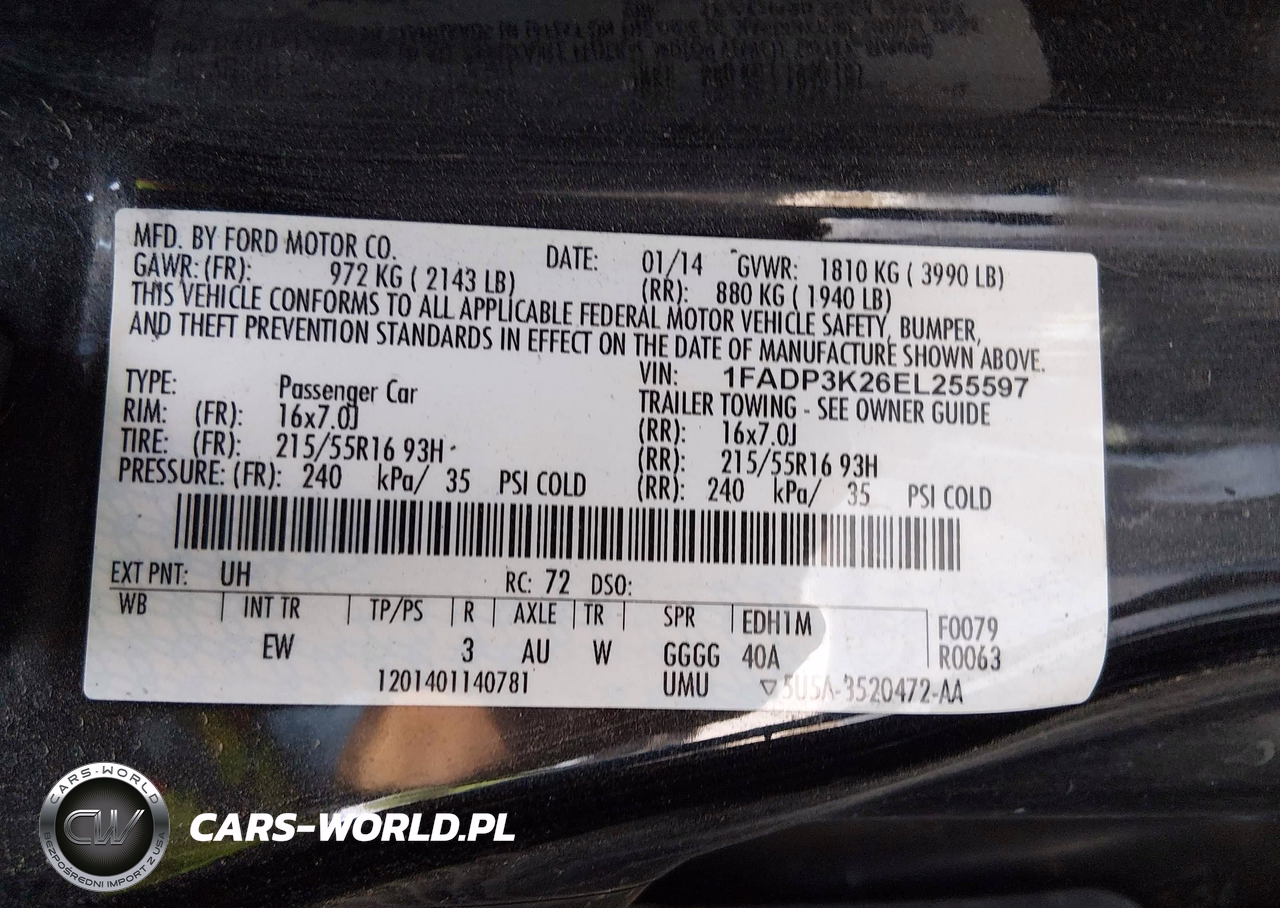 MFD. BY FORD MOTOR CO. DATE: 01/14 GVWR: 1810 KG ( 3990 LB)
GAWR: (FR): 972 KG ( 2143 LB) (RR): 880 KG ( 1940 LB)
THIS VEHICLE CONFORMS TO ALL APPLICABLE FEDERAL MOTOR VEHICLE SAFETY, BUMPER,
AND THEFT PREVENTION STANDARDS IN EFFECT ON THE DATE OF MANUFACTURE SHOWN ABOVE.
VIN: 1FADP3K26EL255597
TYPE: Passenger Car TRAILER TOWING - SEE OWNER GUIDE
RIM: (FR): 16x7.0J (RR): 16x7.0J
TIRE: (FR): 215/55R16 93H (RR): 215/55R16 93H
PRESSURE: (FR): 240 kPa/ 35 PSI COLD (RR): 240 kPa/ 35 PSI COLD
EXT PNT: UH RC: 72 DSO:
WB INT TR TP/PS R AXLE TR SPR EDH1M F0079
EW 3 AU W GGGG 40A R0063
1201401140781 UMU ▽5U5A-3520472-AA
CARS-WORLD
CW
BEZPOŚREDNI IMPORT Z USA
CARS-WORLD.PL